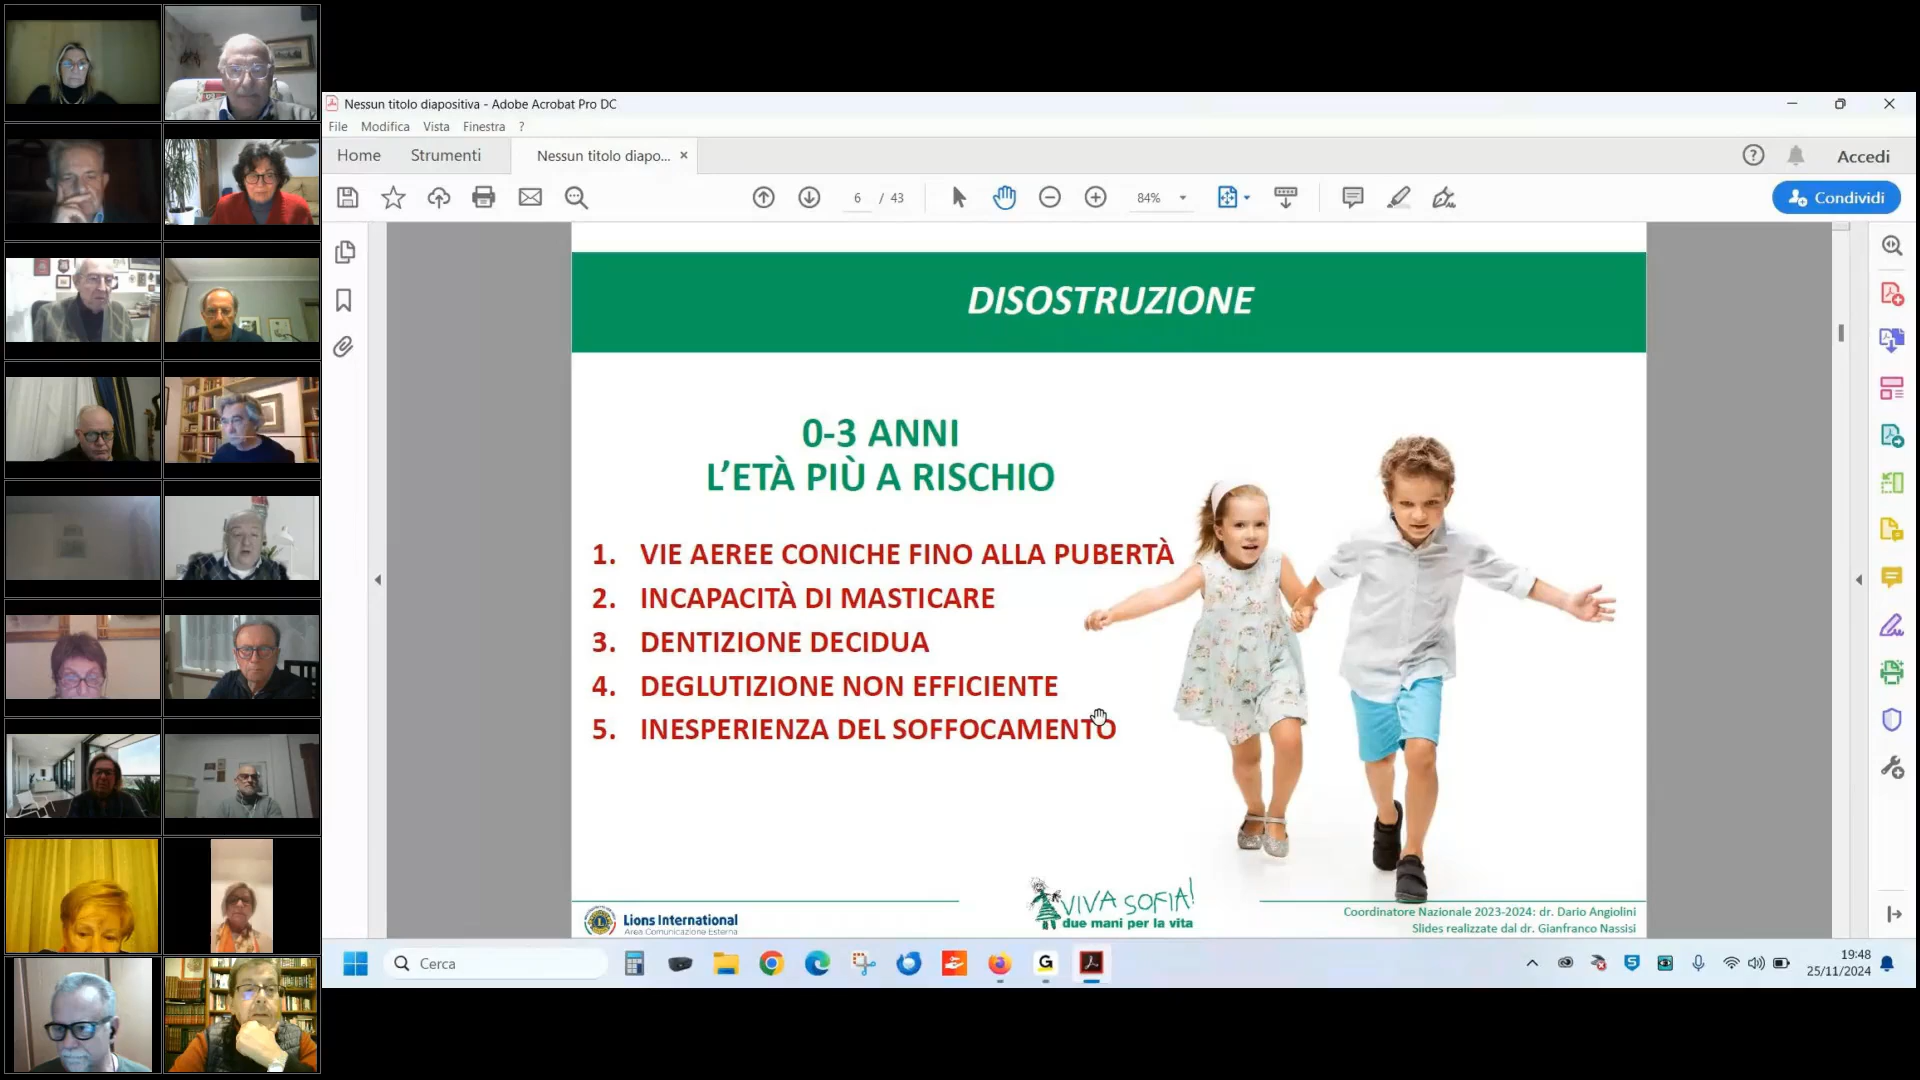 Nessun titolo diapositiva - Adobe Acrobat Pro DC
File Modifica Vista Finestra ?
Home Strumenti Nessun titolo diapo... × Accedi
6 / 43 84% Condividi
DISOSTRUZIONE
0-3 ANNI
L'ETÀ PIÙ A RISCHIO
1. VIE AEREE CONICHE FINO ALLA PUBERTÀ
2. INCAPACITÀ DI MASTICARE
3. DENTIZIONE DECIDUA
4. DEGLUTIZIONE NON EFFICIENTE
5. INESPERIENZA DEL SOFFOCAMENTO
Lions International
Area Comunicazione Esterna
VIVA SOFIA!
due mani per la vita
Coordinatore Nazionale 2023-2024: dr. Dario Angiolini
Slides realizzate dal dr. Gianfranco Nassisi
Cerca
19:48
25/11/2024